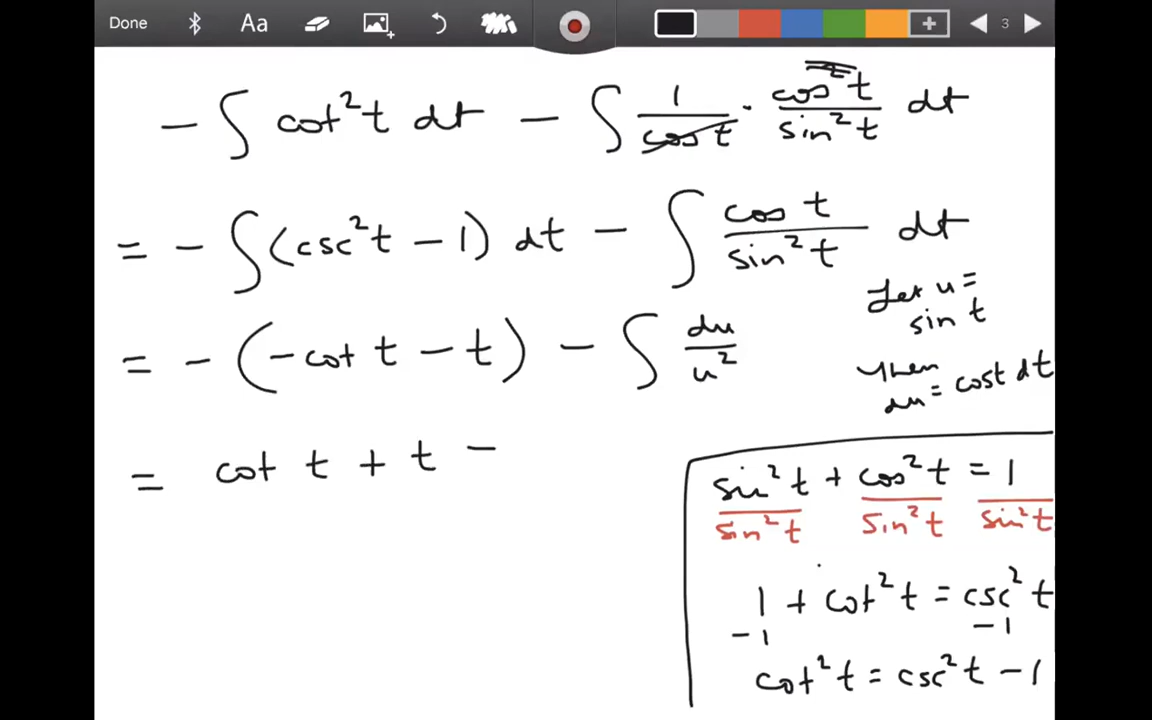 Done Aa 3
- ∫ cot²t dt - ∫ 1/cos t · cos²t/sin²t dt
= - ∫(csc²t - 1) dt - ∫ cos t/sin²t dt
Let u =
sin t
= - (-cot t - t) - ∫ du/u²
Then
du = cost dt
= cot t + t -
sin²t + cos²t = 1
sin²t sin²t sin²t
1 + cot²t = csc²t
-1 -1
cot²t = csc²t - 1